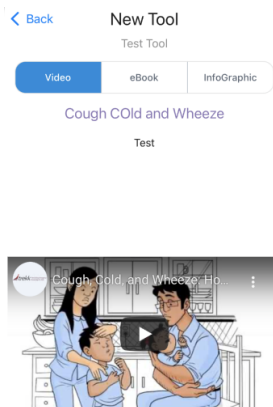 Back
New Tool
Test Tool
Video
eBook
InfoGraphic
Cough COld and Wheeze
Test
Cough, Cold, and Wheeze: Ho...